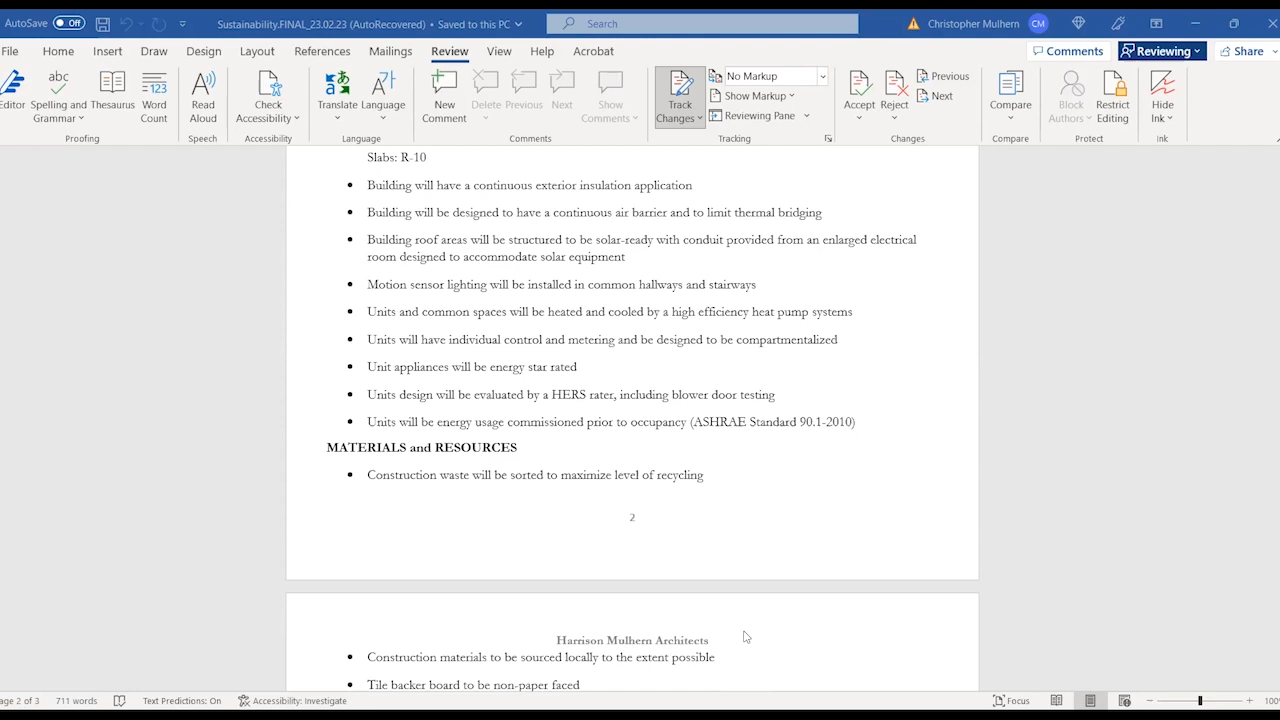 AutoSave Off Sustainability.FINAL_23.02.23 (AutoRecovered) • Saved to this PC Search Christopher Mulhern CM
File Home Insert Draw Design Layout References Mailings Review View Help Acrobat Comments Reviewing Share
Editor Spelling and Grammar Thesaurus Word Count Read Aloud Check Accessibility Translate Language New Comment Delete Previous Next Show Comments Track Changes No Markup Show Markup Reviewing Pane Accept Reject Previous Next Compare Block Authors Restrict Editing Hide Ink
Proofing Speech Accessibility Language Comments Tracking Changes Compare Protect Ink
Slabs: R-10
• Building will have a continuous exterior insulation application
• Building will be designed to have a continuous air barrier and to limit thermal bridging
• Building roof areas will be structured to be solar-ready with conduit provided from an enlarged electrical
room designed to accommodate solar equipment
• Motion sensor lighting will be installed in common hallways and stairways
• Units and common spaces will be heated and cooled by a high efficiency heat pump systems
• Units will have individual control and metering and be designed to be compartmentalized
• Unit appliances will be energy star rated
• Units design will be evaluated by a HERS rater, including blower door testing
• Units will be energy usage commissioned prior to occupancy (ASHRAE Standard 90.1-2010)
MATERIALS and RESOURCES
• Construction waste will be sorted to maximize level of recycling
2
Harrison Mulhern Architects
• Construction materials to be sourced locally to the extent possible
• Tile backer board to be non-paper faced
Page 2 of 3 711 words Text Predictions: On Accessibility: Investigate Focus 100